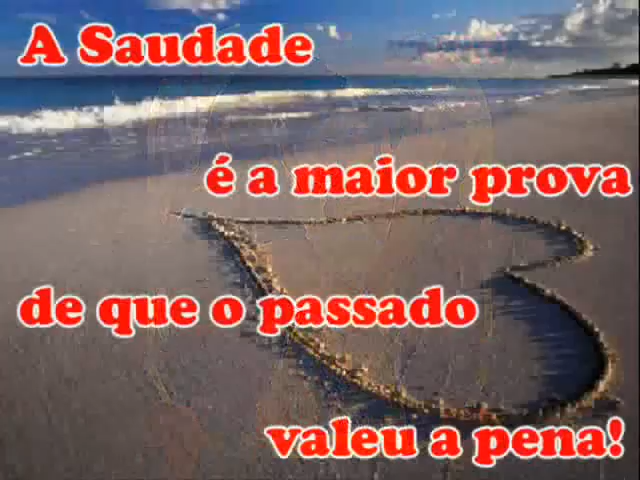 A Saudade
é a maior prova
de que o passado
valeu a pena!